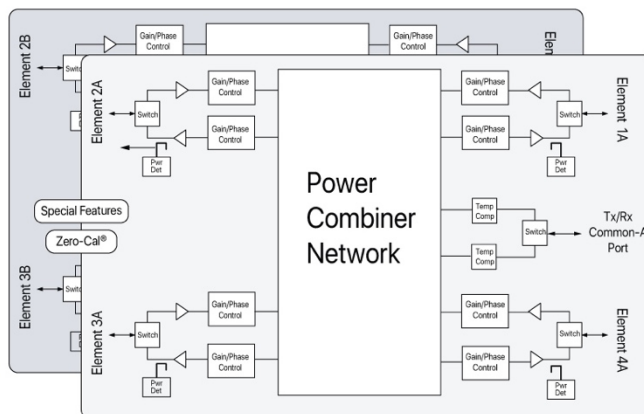 Element 2B
Switch
Gain/Phase
Control
Gain/Phase
Control
Element 2A
Switch
Gain/Phase
Control
Gain/Phase
Control
Pwr
Det
Power
Combiner
Network
Gain/Phase
Control
Gain/Phase
Control
Switch
Pwr
Det
Element 1A
Special Features
Zero-Cal®
Temp
Comp
Temp
Comp
Switch
Tx/Rx
Common-A
Port
Element 3B
Switch
Element 3A
Switch
Gain/Phase
Control
Gain/Phase
Control
Pwr
Det
Gain/Phase
Control
Gain/Phase
Control
Switch
Pwr
Det
Element 4A